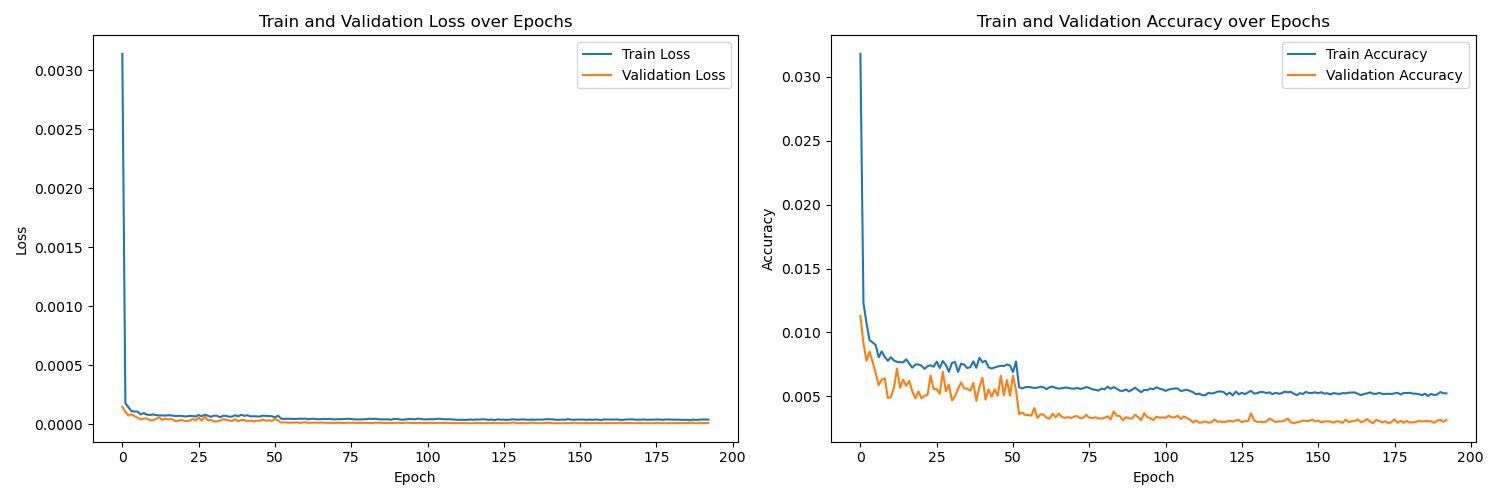 Train and Validation Loss over Epochs
Train Loss
Validation Loss
0.0030
0.0025
0.0020
0.0015
0.0010
0.0005
0.0000
Loss
0 25 50 75 100 125 150 175 200
Epoch
Train and Validation Accuracy over Epochs
Train Accuracy
Validation Accuracy
0.030
0.025
0.020
0.015
0.010
0.005
Accuracy
0 25 50 75 100 125 150 175 200
Epoch